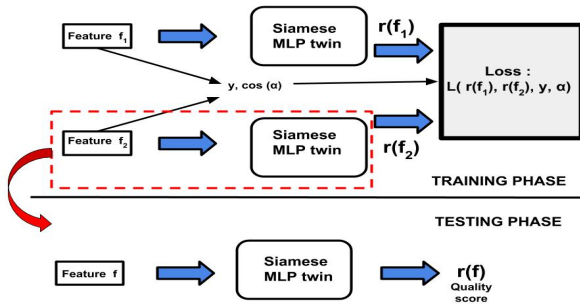 Feature f₁
Siamese
MLP twin
r(f₁)
Loss :
L( r(f₁), r(f₂), y, α)
y, cos (α)
Feature f₂
Siamese
MLP twin
r(f₂)
TRAINING PHASE
TESTING PHASE
Feature f
Siamese
MLP twin
r(f)
Quality
score